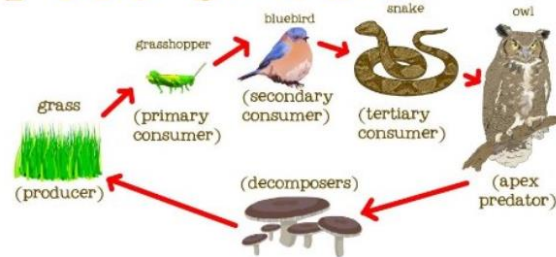 grass
(producer)
grasshopper
(primary
consumer)
bluebird
(secondary
consumer)
snake
(tertiary
consumer)
owl
(apex
predator)
(decomposers)